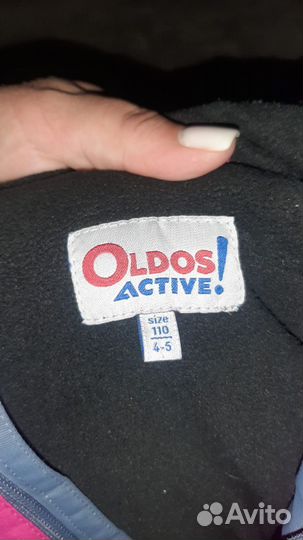 OLDOS
ACTIVE!
size
110
4-5
Avito